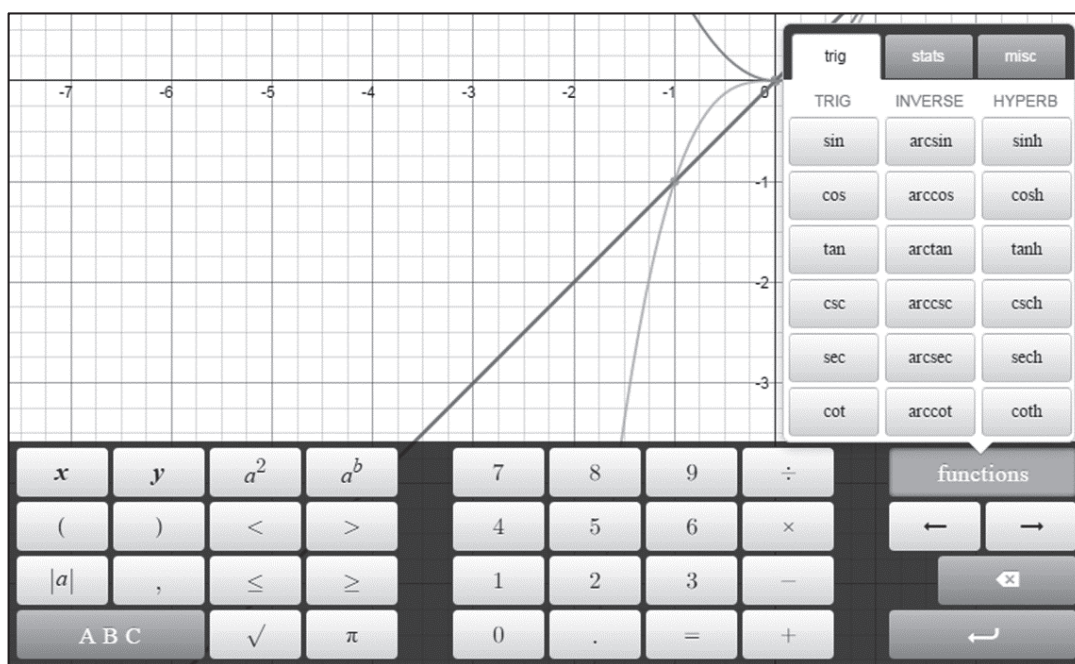 trig stats misc
-7 -6 -5 -4 -3 -2 -1 0
TRIG INVERSE HYPERB
sin arcsin sinh
-1
cos arccos cosh
tan arctan tanh
-2
csc arccsc csch
sec arcsec sech
-3
cot arccot coth
x y a² aᵇ 7 8 9 ÷ functions
( ) < > 4 5 6 × ← →
|a| , ≤ ≥ 1 2 3 −
A B C √ π 0 . = +